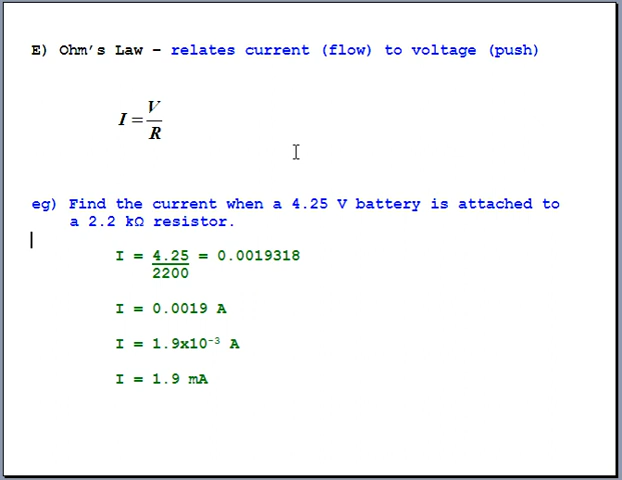 E) Ohm's Law – relates current (flow) to voltage (push)
I = V/R
eg) Find the current when a 4.25 V battery is attached to
a 2.2 kΩ resistor.
I = 4.25/2200 = 0.0019318
I = 0.0019 A
I = 1.9x10⁻³ A
I = 1.9 mA